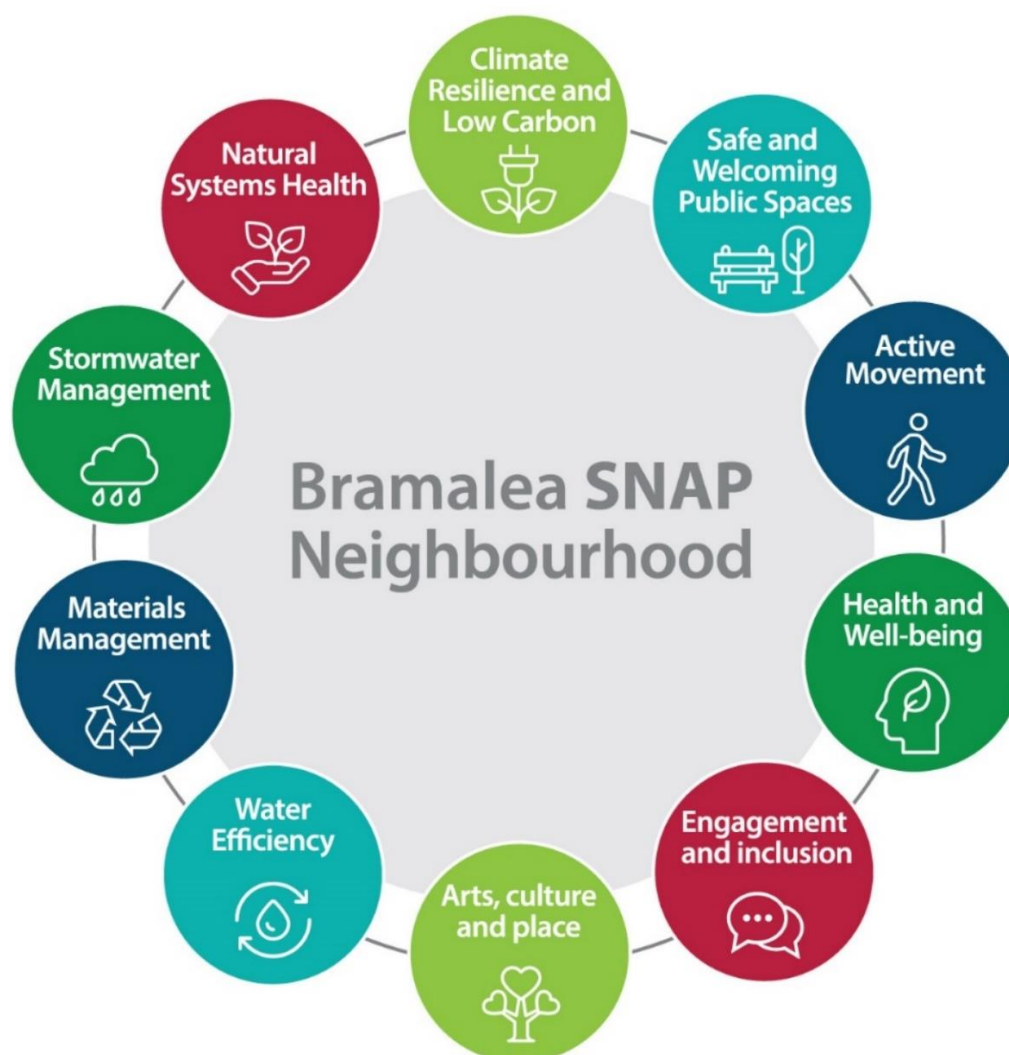 Climate
Resilience and
Low Carbon
Safe and
Welcoming
Public Spaces
Active
Movement
Health and
Well-being
Engagement
and inclusion
Arts, culture
and place
Water
Efficiency
Materials
Management
Stormwater
Management
Natural
Systems Health
Bramalea SNAP
Neighbourhood